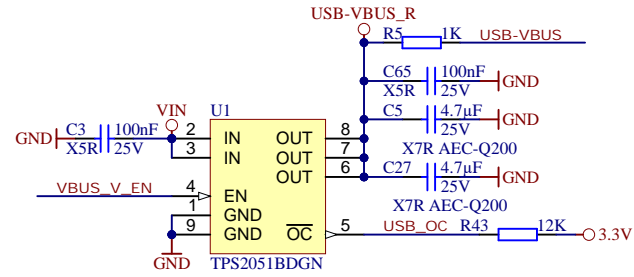 USB-VBUS_R
R5 1K USB-VBUS
C65 100nF GND
X5R 25V
VIN U1
C5 4.7µF GND
25V
GND C3 100nF 2 IN OUT 8
X5R 25V 3 IN OUT 7
X7R AEC-Q200
OUT 6
C27 4.7µF GND
25V
VBUS_V_EN 4 EN
1 GND
X7R AEC-Q200
9 GND OC 5 USB_OC R43 12K 3.3V
GND TPS2051BDGN